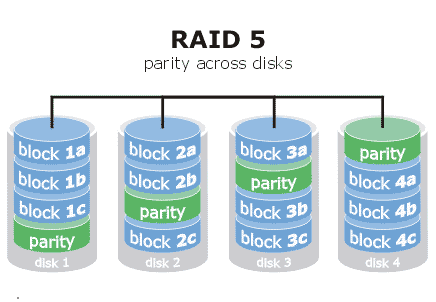 RAID 5
parity across disks
block 1a
block 1b
block 1c
parity
disk 1
block 2a
block 2b
parity
block 2c
disk 2
block 3a
parity
block 3b
block 3c
disk 3
parity
block 4a
block 4b
block 4c
disk 4